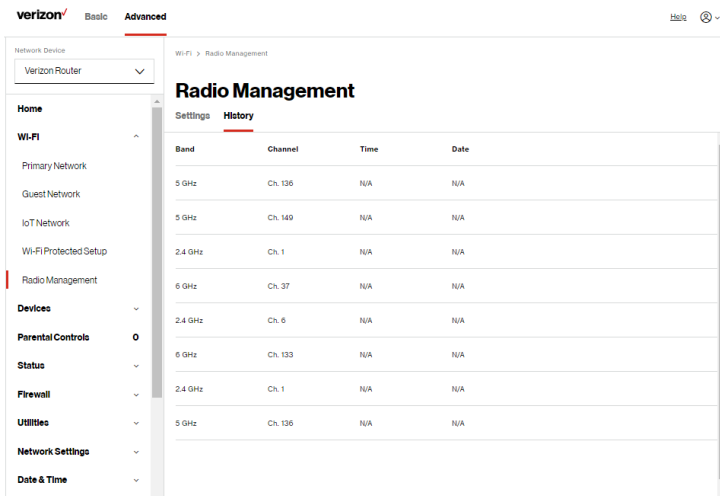 verizon✓ Basic Advanced Help
Network Device
Verizon Router
Home
Wi-Fi
Primary Network
Guest Network
IoT Network
Wi-Fi Protected Setup
Radio Management
Devices
Parental Controls 0
Status
Firewall
Utilities
Network Settings
Date & Time
Wi-Fi > Radio Management
Radio Management
Settings History
Band Channel Time Date
5 GHz Ch. 136 N/A N/A
5 GHz Ch. 149 N/A N/A
2.4 GHz Ch. 1 N/A N/A
6 GHz Ch. 37 N/A N/A
2.4 GHz Ch. 6 N/A N/A
6 GHz Ch. 133 N/A N/A
2.4 GHz Ch. 1 N/A N/A
5 GHz Ch. 136 N/A N/A